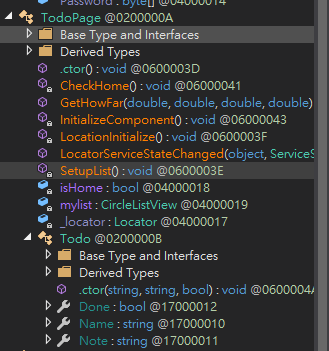 Password : byte[] @04000014
TodoPage @0200000A
Base Type and Interfaces
Derived Types
.ctor() : void @0600003D
CheckHome() : void @06000041
GetHowFar(double, double, double, double)
InitializeComponent() : void @06000043
LocationInitialize() : void @0600003F
LocatorServiceStateChanged(object, ServiceS
SetupList() : void @0600003E
isHome : bool @04000018
mylist : CircleListView @04000019
_locator : Locator @04000017
Todo @0200000B
Base Type and Interfaces
Derived Types
.ctor(string, string, bool) : void @0600004A
Done : bool @17000012
Name : string @17000010
Note : string @17000011